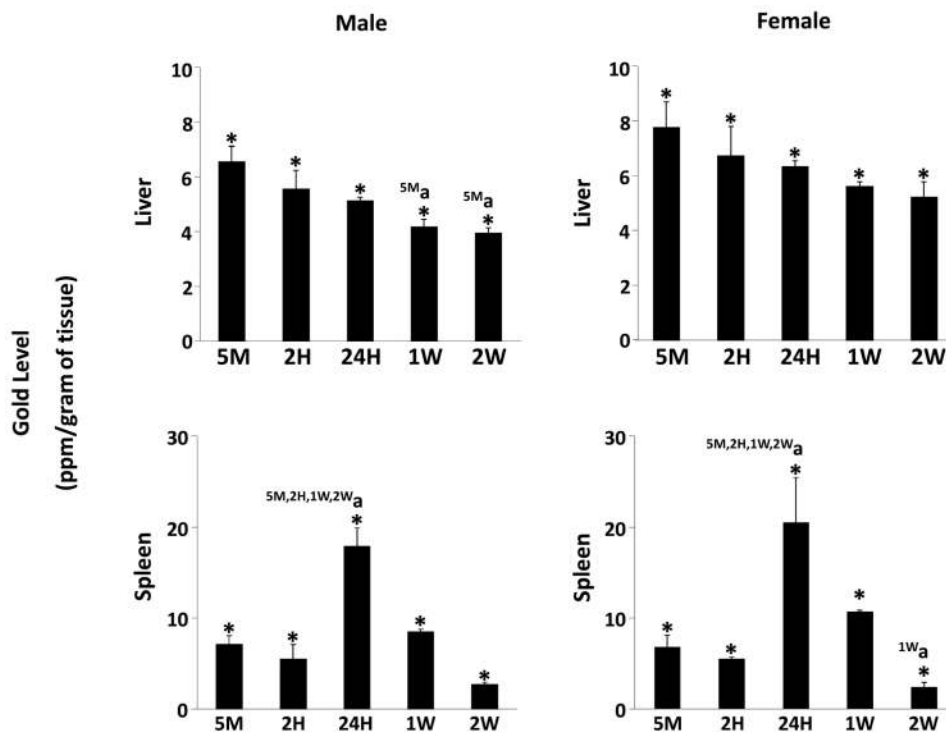 Male
Female
Gold Level
(ppm/gram of tissue)
Liver
10
8
6
4
2
0
*
*
*
5Ma
*
5Ma
*
5M 2H 24H 1W 2W
Liver
10
8
6
4
2
0
*
*
*
*
*
5M 2H 24H 1W 2W
Spleen
30
20
10
0
*
*
5M,2H,1W,2Wa
*
*
*
5M 2H 24H 1W 2W
Spleen
30
20
10
0
*
*
5M,2H,1W,2Wa
*
*
1Wa
*
5M 2H 24H 1W 2W